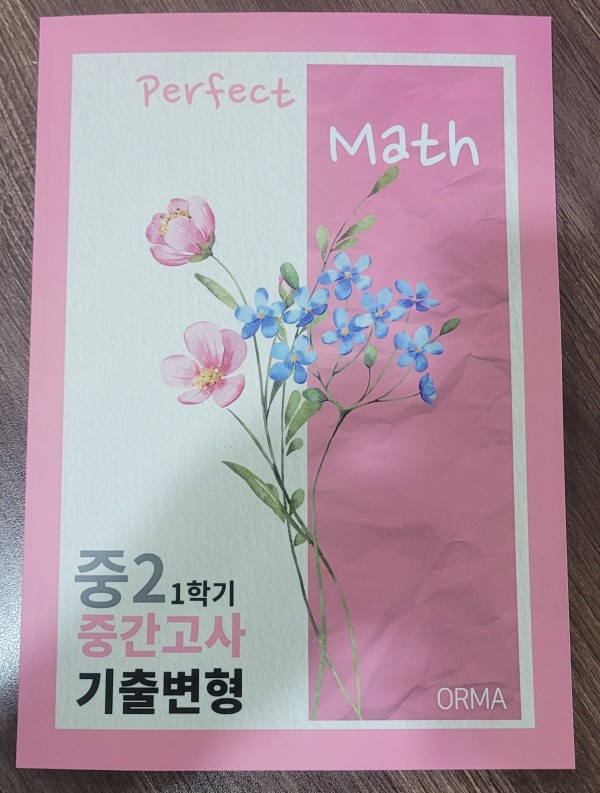 Perfect
Math
중2 1학기
중간고사
기출변형
ORMA